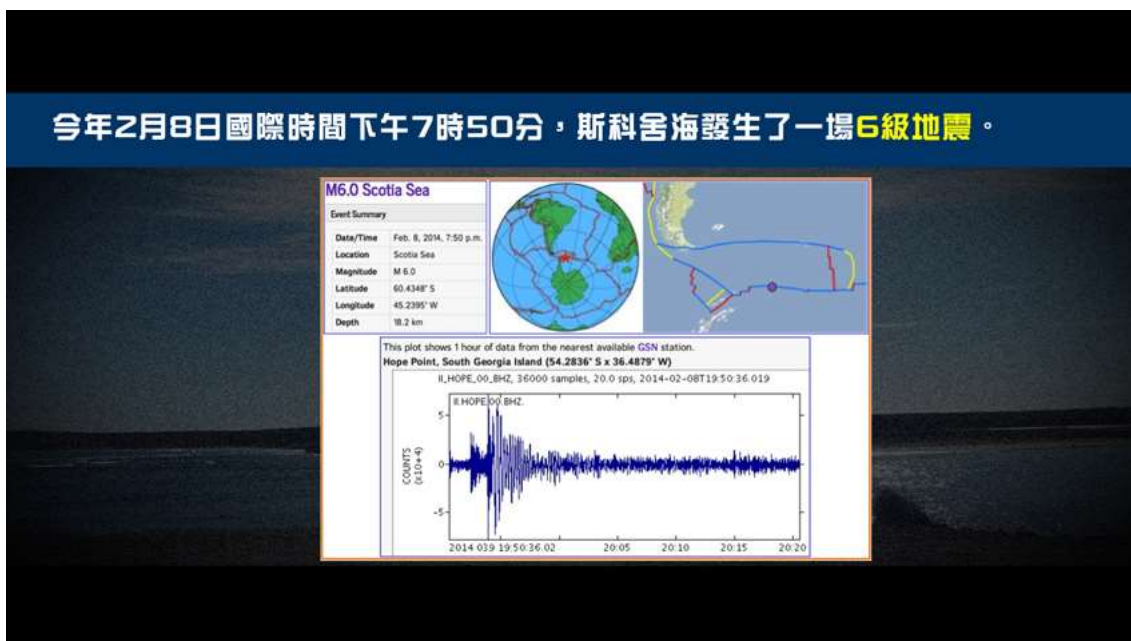 今年2月8日國際時間下午7時50分，斯科舍海發生了一場6級地震。
M6.0 Scotia Sea
Event Summary
Date/Time Feb. 8, 2014, 7:50 p.m.
Location Scotia Sea
Magnitude M 6.0
Latitude 60.4348° S
Longitude 45.2395° W
Depth 18.2 km
This plot shows 1 hour of data from the nearest available GSN station.
Hope Point, South Georgia Island (54.2836° S x 36.4879° W)
II_HOPE_00_BHZ, 36000 samples, 20.0 sps, 2014-02-08T19:50:36.019
II.HOPE.00.BHZ.
5
0
-5
COUNTS
(x10+4)
2014 039 19:50:36.02 20:05 20:10 20:15 20:20